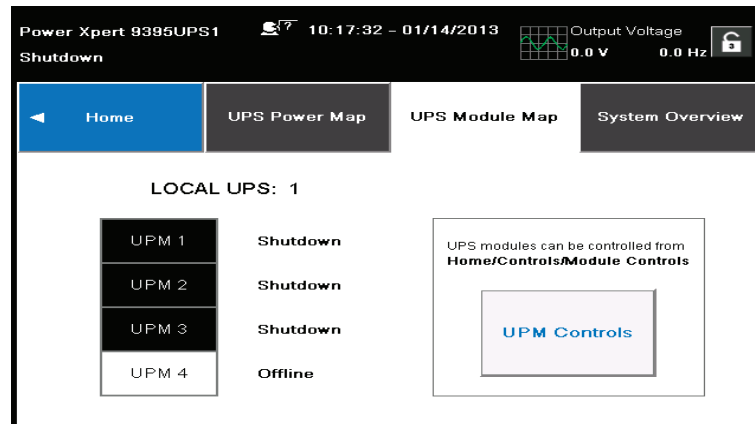 Power Xpert 9395UPS1
? 10:17:32 - 01/14/2013
Output Voltage
Shutdown
0.0 V 0.0 Hz
3
Home
UPS Power Map
UPS Module Map
System Overview
LOCAL UPS: 1
UPM 1 Shutdown
UPM 2 Shutdown
UPM 3 Shutdown
UPM 4 Offline
UPS modules can be controlled from
Home/Controls/Module Controls
UPM Controls